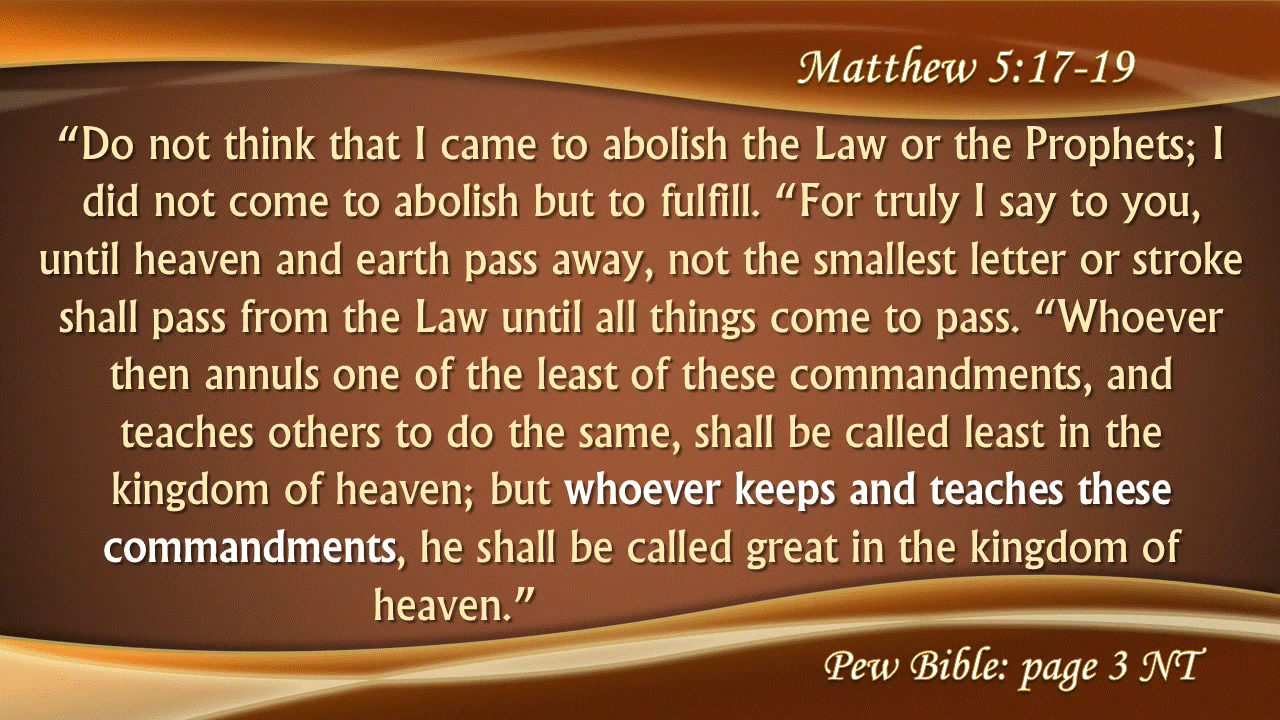 Matthew 5:17-19
“Do not think that I came to abolish the Law or the Prophets; I
did not come to abolish but to fulfill. “For truly I say to you,
until heaven and earth pass away, not the smallest letter or stroke
shall pass from the Law until all things come to pass. “Whoever
then annuls one of the least of these commandments, and
teaches others to do the same, shall be called least in the
kingdom of heaven; but whoever keeps and teaches these
commandments, he shall be called great in the kingdom of
heaven.”
Pew Bible: page 3 NT